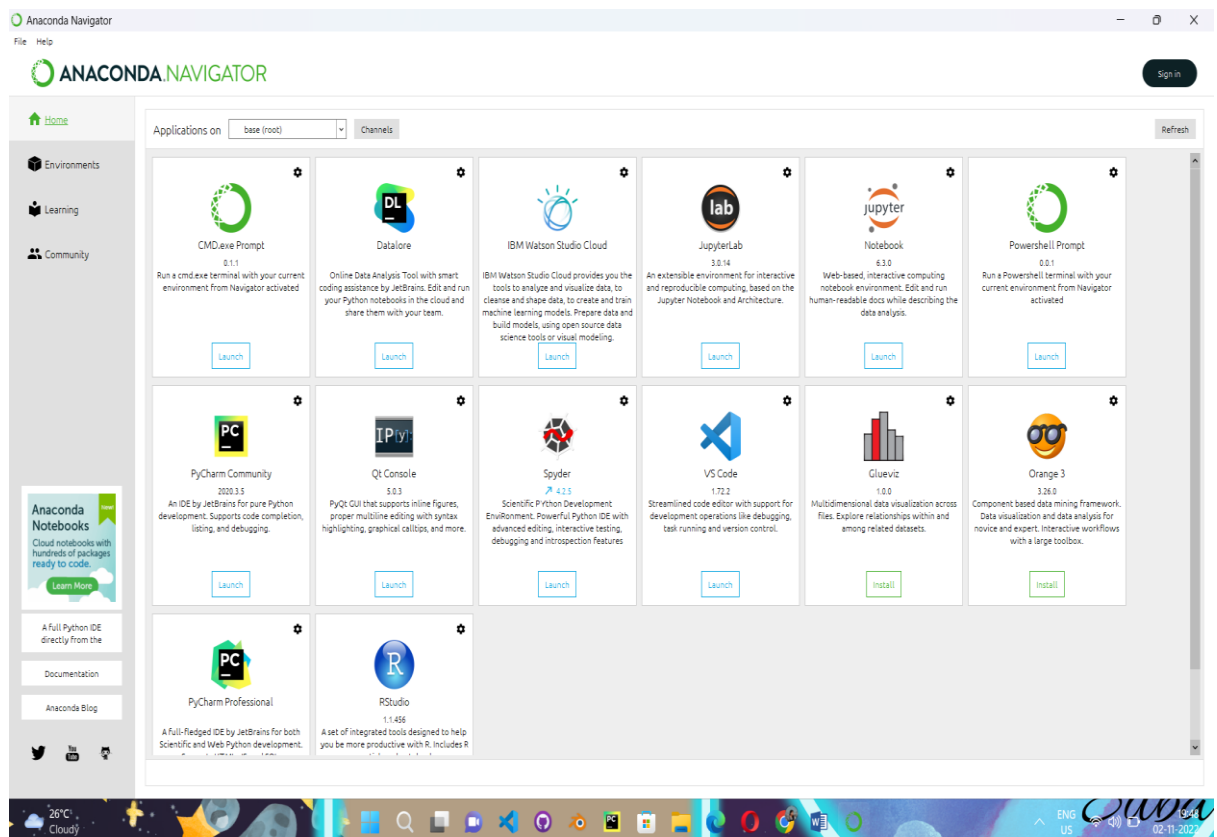 Anaconda Navigator
File Help
ANACONDA.NAVIGATOR
Sign in
Home
Environments
Learning
Community
Applications on base (root) Channels
Refresh
CMD.exe Prompt
0.1.1
Run a cmd.exe terminal with your current
environment from Navigator activated
Launch
DL
Datalore
Online Data Analysis Tool with smart
coding assistance by JetBrains. Edit and run
your Python notebooks in the cloud and
share them with your team.
Launch
IBM Watson Studio Cloud
IBM Watson Studio Cloud provides you the
tools to analyze and visualize data, to
cleanse and shape data, to create and train
machine learning models. Prepare data and
build models, using open source data
science tools or visual modeling.
Launch
lab
JupyterLab
3.0.14
An extensible environment for interactive
and reproducible computing, based on the
Jupyter Notebook and Architecture.
Launch
jupyter
Notebook
6.3.0
Web-based, interactive computing
notebook environment. Edit and run
human-readable docs while describing the
data analysis.
Launch
Powershell Prompt
0.0.1
Run a Powershell terminal with your
current environment from Navigator
activated
Launch
PC
PyCharm Community
2020.3.5
An IDE by JetBrains for pure Python
development. Supports code completion,
listing, and debugging.
Launch
IP[y]:
Qt Console
5.0.3
PyQt GUI that supports inline figures,
proper multiline editing with syntax
highlighting, graphical calltips, and more.
Launch
Spyder
4.2.5
Scientific PYthon Development
EnviRonment. Powerful Python IDE with
advanced editing, interactive testing,
debugging and introspection features
Launch
VS Code
1.72.2
Streamlined code editor with support for
development operations like debugging,
task running and version control.
Launch
Glueviz
1.0.0
Multidimensional data visualization across
files. Explore relationships within and
among related datasets.
Install
Orange 3
3.26.0
Component based data mining framework.
Data visualization and data analysis for
novice and expert. Interactive workflows
with a large toolbox.
Install
PC
PyCharm Professional
A full-fledged IDE by JetBrains for both
Scientific and Web Python development.
R
RStudio
1.1.456
A set of integrated tools designed to help
you be more productive with R. Includes R
Anaconda
Notebooks
Cloud notebooks with
hundreds of packages
ready to code.
Learn More
A full Python IDE
directly from the
Documentation
Anaconda Blog
You
Tube
26°C
Cloudy
ENG
US
19:48
02-11-2022